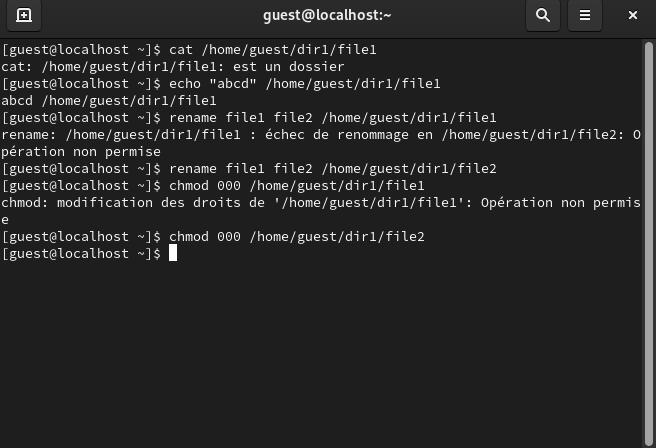 guest@localhost:~
[guest@localhost ~]$ cat /home/guest/dir1/file1
cat: /home/guest/dir1/file1: est un dossier
[guest@localhost ~]$ echo "abcd" /home/guest/dir1/file1
abcd /home/guest/dir1/file1
[guest@localhost ~]$ rename file1 file2 /home/guest/dir1/file1
rename: /home/guest/dir1/file1 : échec de renommage en /home/guest/dir1/file2: O
pération non permise
[guest@localhost ~]$ rename file1 file2 /home/guest/dir1/file2
[guest@localhost ~]$ chmod 000 /home/guest/dir1/file1
chmod: modification des droits de '/home/guest/dir1/file1': Opération non permis
e
[guest@localhost ~]$ chmod 000 /home/guest/dir1/file2
[guest@localhost ~]$